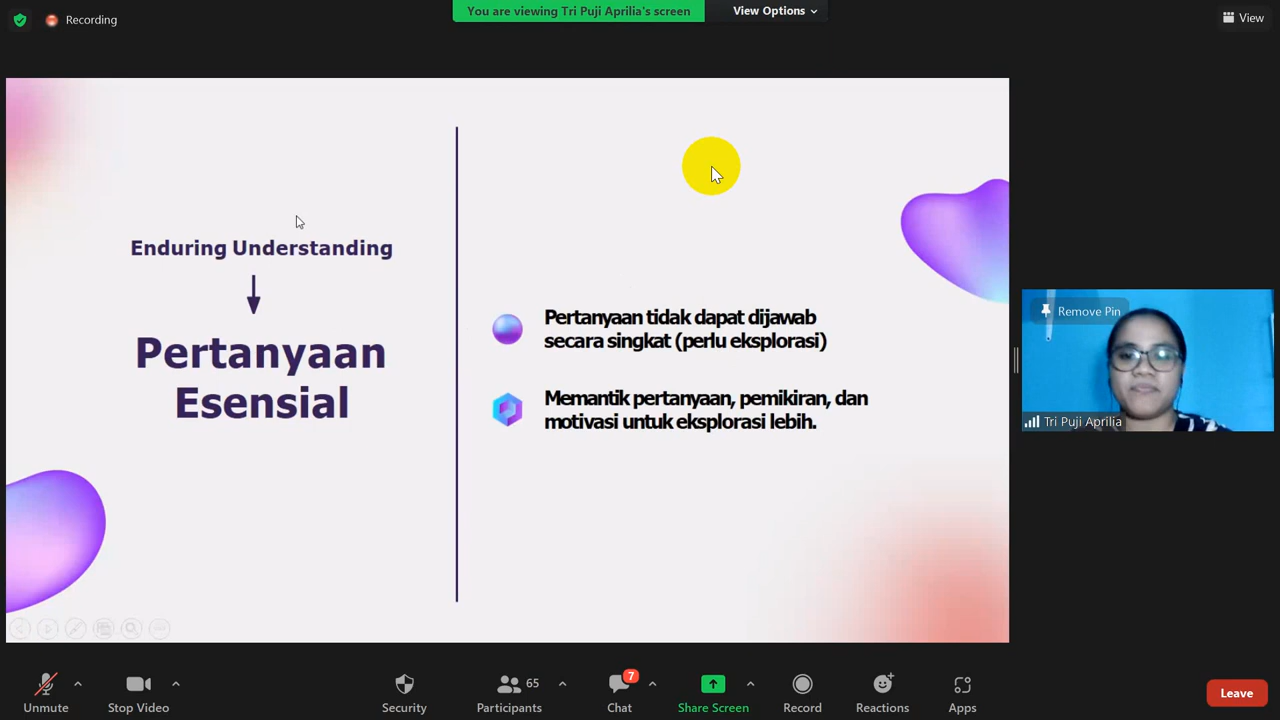 Recording
You are viewing Tri Puji Aprilia's screen
View Options
View
Enduring Understanding
Pertanyaan
Esensial
Pertanyaan tidak dapat dijawab
secara singkat (perlu eksplorasi)
Memantik pertanyaan, pemikiran, dan
motivasi untuk eksplorasi lebih.
Remove Pin
Tri Puji Aprilia
Unmute
Stop Video
Security
65
Participants
7
Chat
Share Screen
Record
Reactions
Apps
Leave